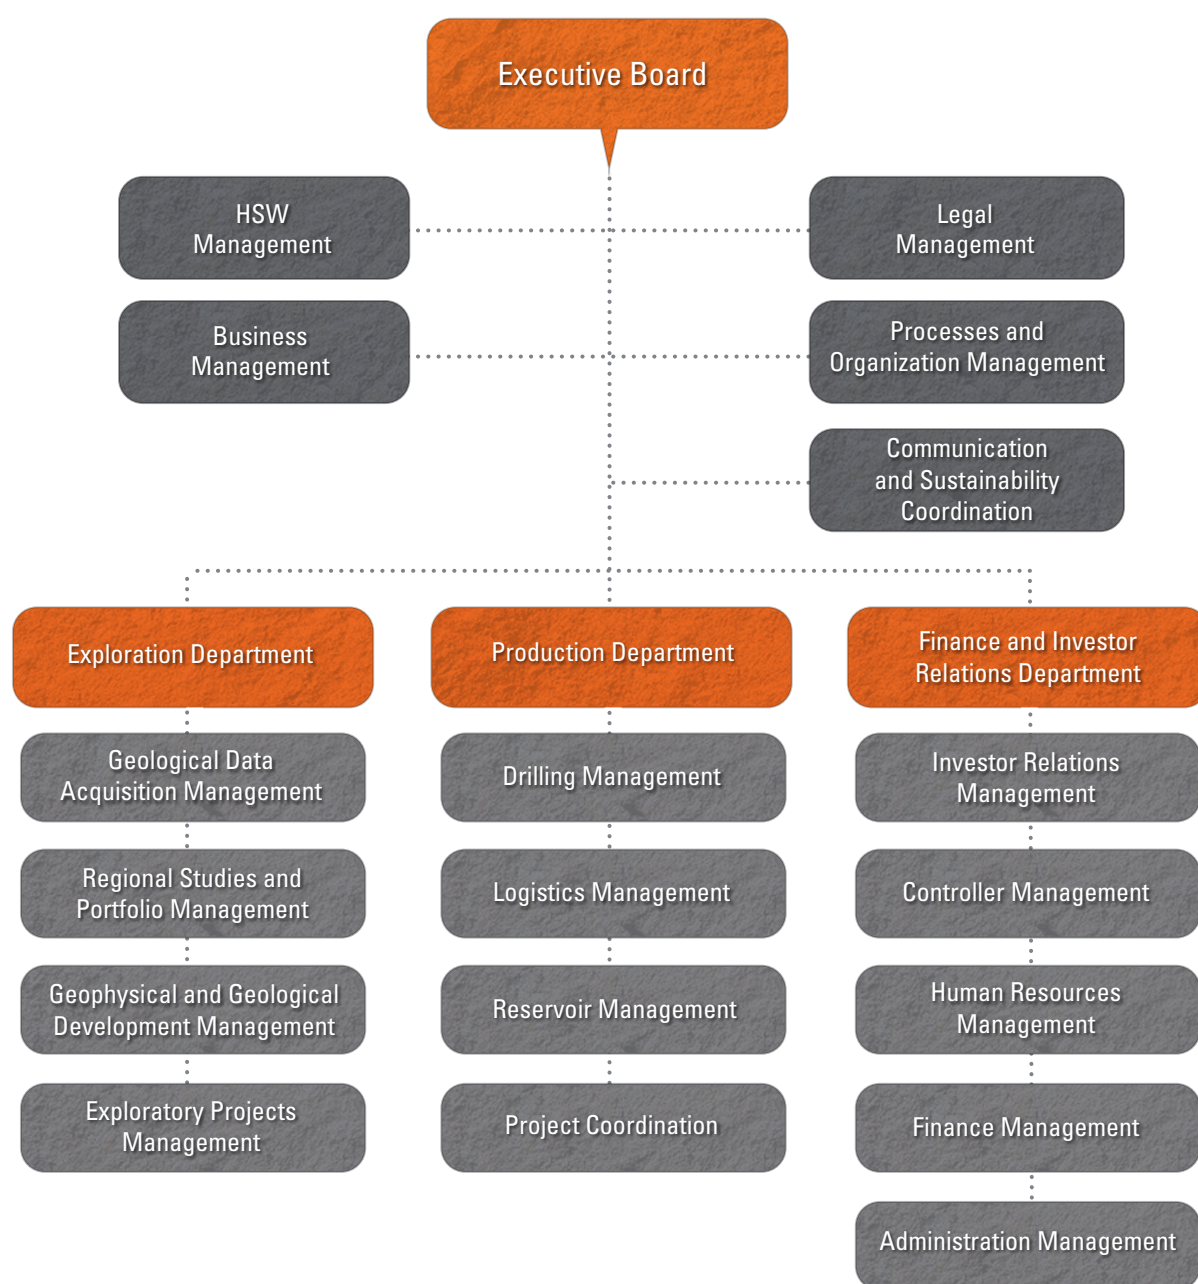 Executive Board
HSW
Management
Legal
Management
Business
Management
Processes and
Organization Management
Communication
and Sustainability
Coordination
Exploration Department
Production Department
Finance and Investor
Relations Department
Geological Data
Acquisition Management
Drilling Management
Investor Relations
Management
Regional Studies and
Portfolio Management
Logistics Management
Controller Management
Geophysical and Geological
Development Management
Reservoir Management
Human Resources
Management
Exploratory Projects
Management
Project Coordination
Finance Management
Administration Management